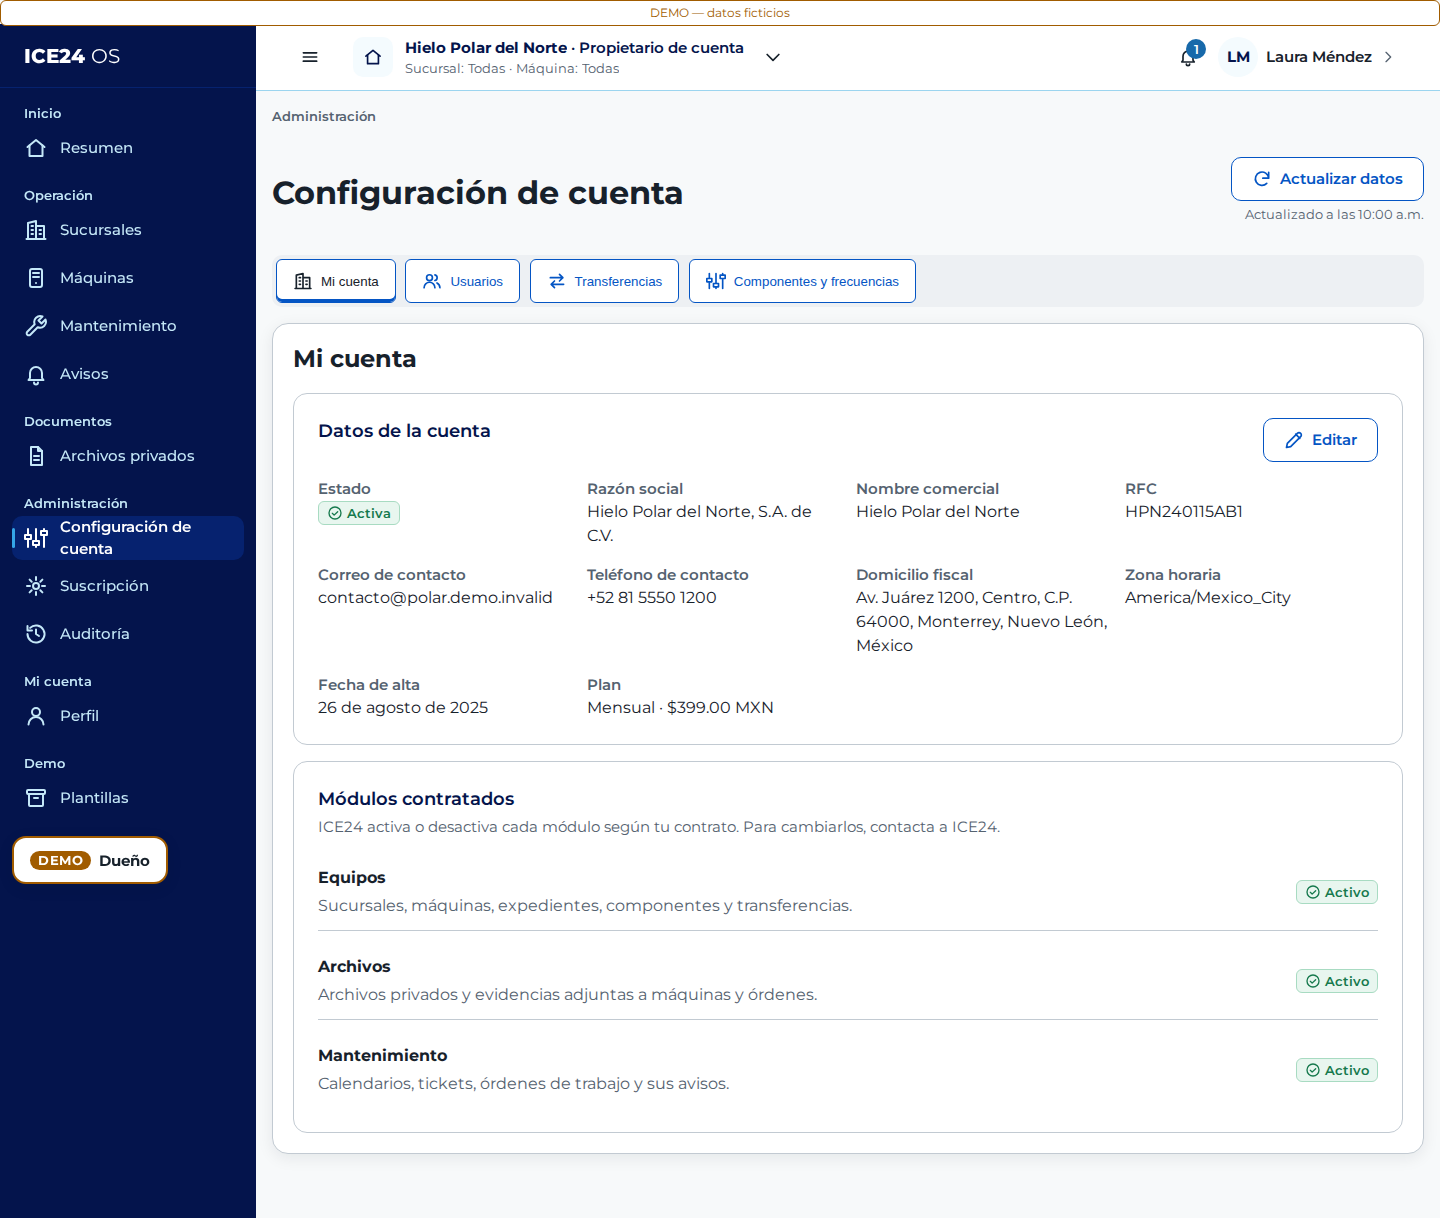 DEMO — datos ficticios
ICE24 OS
Inicio
Resumen
Operación
Sucursales
Máquinas
Mantenimiento
Avisos
Documentos
Archivos privados
Administración
Configuración de
cuenta
Suscripción
Auditoría
Mi cuenta
Perfil
Demo
Plantillas
DEMO Dueño
Hielo Polar del Norte · Propietario de cuenta
Sucursal: Todas · Máquina: Todas
1
LM Laura Méndez
Administración
Configuración de cuenta
Actualizar datos
Actualizado a las 10:00 a.m.
Mi cuenta
Usuarios
Transferencias
Componentes y frecuencias
Mi cuenta
Datos de la cuenta
Editar
Estado
Activa
Razón social
Hielo Polar del Norte, S.A. de
C.V.
Nombre comercial
Hielo Polar del Norte
RFC
HPN240115AB1
Correo de contacto
contacto@polar.demo.invalid
Teléfono de contacto
+52 81 5550 1200
Domicilio fiscal
Av. Juárez 1200, Centro, C.P.
64000, Monterrey, Nuevo León,
México
Zona horaria
America/Mexico_City
Fecha de alta
26 de agosto de 2025
Plan
Mensual · $399.00 MXN
Módulos contratados
ICE24 activa o desactiva cada módulo según tu contrato. Para cambiarlos, contacta a ICE24.
Equipos
Sucursales, máquinas, expedientes, componentes y transferencias.
Activo
Archivos
Archivos privados y evidencias adjuntas a máquinas y órdenes.
Activo
Mantenimiento
Calendarios, tickets, órdenes de trabajo y sus avisos.
Activo